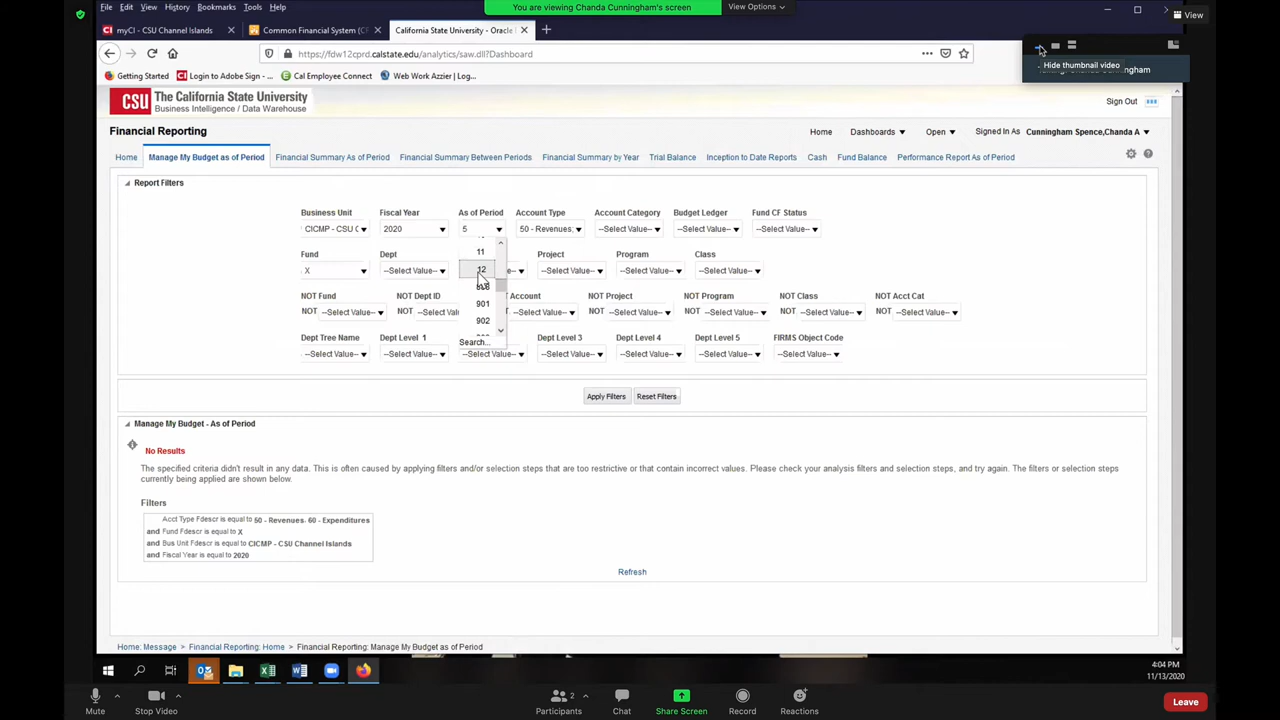 File Edit View History Bookmarks Tools Help
You are viewing Chanda Cunningham's screen
View Options
View
myCI - CSU Channel Islands
Common Financial System (CF
California State University - Oracle
https://fdw12cprd.calstate.edu/analytics/saw.dll?Dashboard
Getting Started
Login to Adobe Sign - ...
Cal Employee Connect
Web Work Azzier | Log...
Hide thumbnail video
CSU The California State University
Business Intelligence / Data Warehouse
Sign Out
Financial Reporting
Home Dashboards Open Signed In As Cunningham Spence,Chanda A
Home Manage My Budget as of Period Financial Summary As of Period Financial Summary Between Periods Financial Summary by Year Trial Balance Inception to Date Reports Cash Fund Balance Performance Report As of Period
Report Filters
Business Unit Fiscal Year As of Period Account Type Account Category Budget Ledger Fund CF Status
CICMP - CSU C 2020 5 50 - Revenues; --Select Value-- --Select Value-- --Select Value--
11
Fund Dept Project Program Class
X --Select Value-- 12 --Select Value-- --Select Value-- --Select Value--
901
902
Search...
NOT Fund NOT Dept ID Account NOT Project NOT Program NOT Class NOT Acct Cat
NOT --Select Value-- NOT --Select Value-- --Select Value-- NOT --Select Value-- NOT --Select Value-- NOT --Select Value-- NOT --Select Value--
Dept Tree Name Dept Level 1 Dept Level 3 Dept Level 4 Dept Level 5 FIRMS Object Code
--Select Value-- --Select Value-- --Select Value-- --Select Value-- --Select Value-- --Select Value-- --Select Value--
Apply Filters Reset Filters
Manage My Budget - As of Period
No Results
The specified criteria didn't result in any data. This is often caused by applying filters and/or selection steps that are too restrictive or that contain incorrect values. Please check your analysis filters and selection steps, and try again. The filters or selection steps
currently being applied are shown below.
Filters
Acct Type Fdescr is equal to 50 - Revenues, 60 - Expenditures
and Fund Fdescr is equal to X
and Bus Unit Fdescr is equal to CICMP - CSU Channel Islands
and Fiscal Year is equal to 2020
Refresh
Home: Message > Financial Reporting: Home > Financial Reporting: Manage My Budget as of Period
4:04 PM
11/13/2020
Mute Stop Video Participants 2 Chat Share Screen Record Reactions Leave